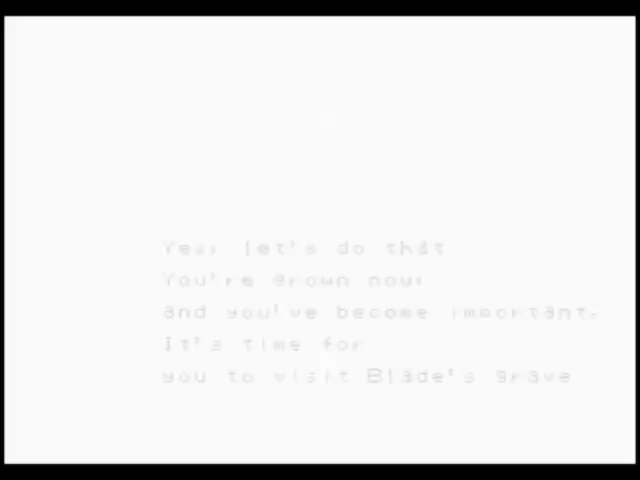 Yes, let's do that
You're grown now,
and you've become important.
It's time for
you to visit Blade's grave